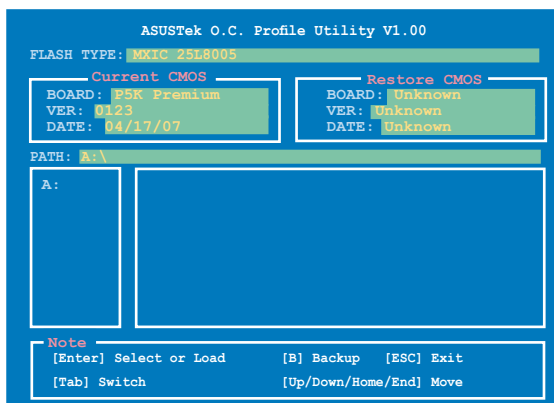 ASUSTek O.C. Profile Utility V1.00
FLASH TYPE: MXIC 25L8005
Current CMOS
BOARD: P5K Premium
VER: 0123
DATE: 04/17/07
Restore CMOS
BOARD: Unknown
VER: Unknown
DATE: Unknown
PATH: A:\
A:
Note
[Enter] Select or Load [B] Backup [ESC] Exit
[Tab] Switch [Up/Down/Home/End] Move